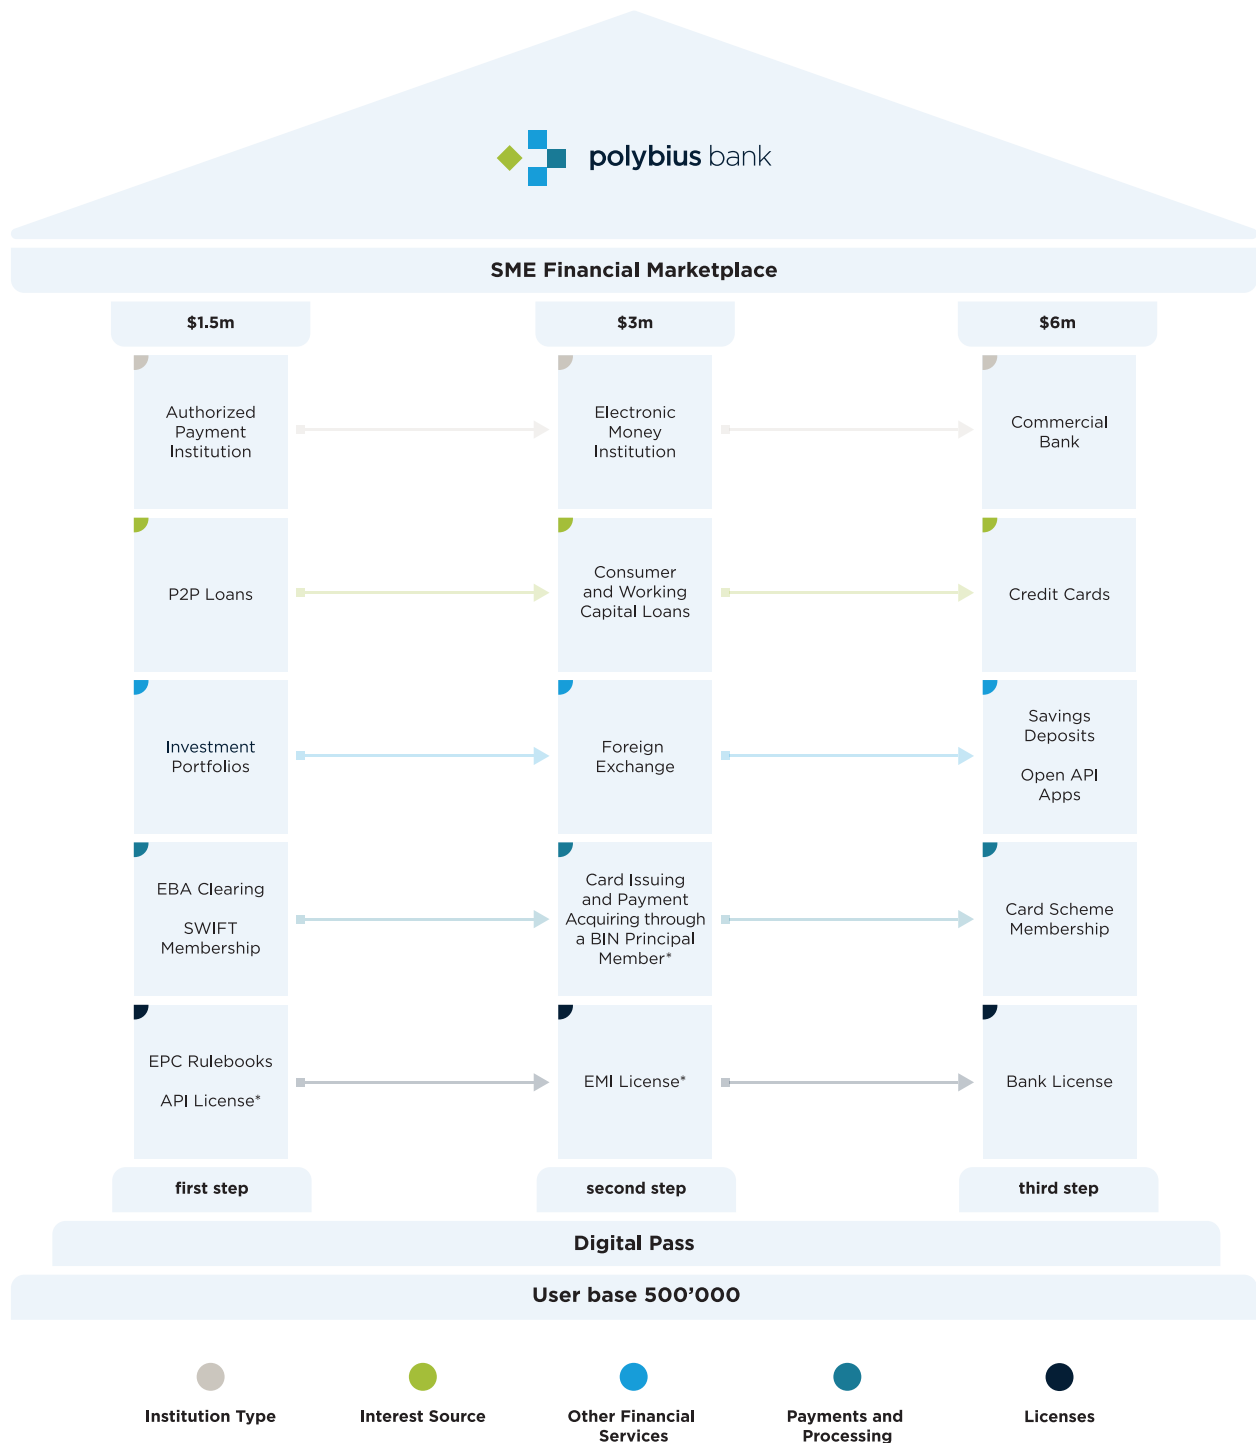 polybius bank
SME Financial Marketplace
$1.5m
$3m
$6m
Authorized
Payment
Institution
Electronic
Money
Institution
Commercial
Bank
P2P Loans
Consumer
and Working
Capital Loans
Credit Cards
Investment
Portfolios
Foreign
Exchange
Savings
Deposits
Open API
Apps
EBA Clearing
SWIFT
Membership
Card Issuing
and Payment
Acquiring through
a BIN Principal
Member*
Card Scheme
Membership
EPC Rulebooks
API License*
EMI License*
Bank License
first step
second step
third step
Digital Pass
User base 500’000
Institution Type
Interest Source
Other Financial
Services
Payments and
Processing
Licenses